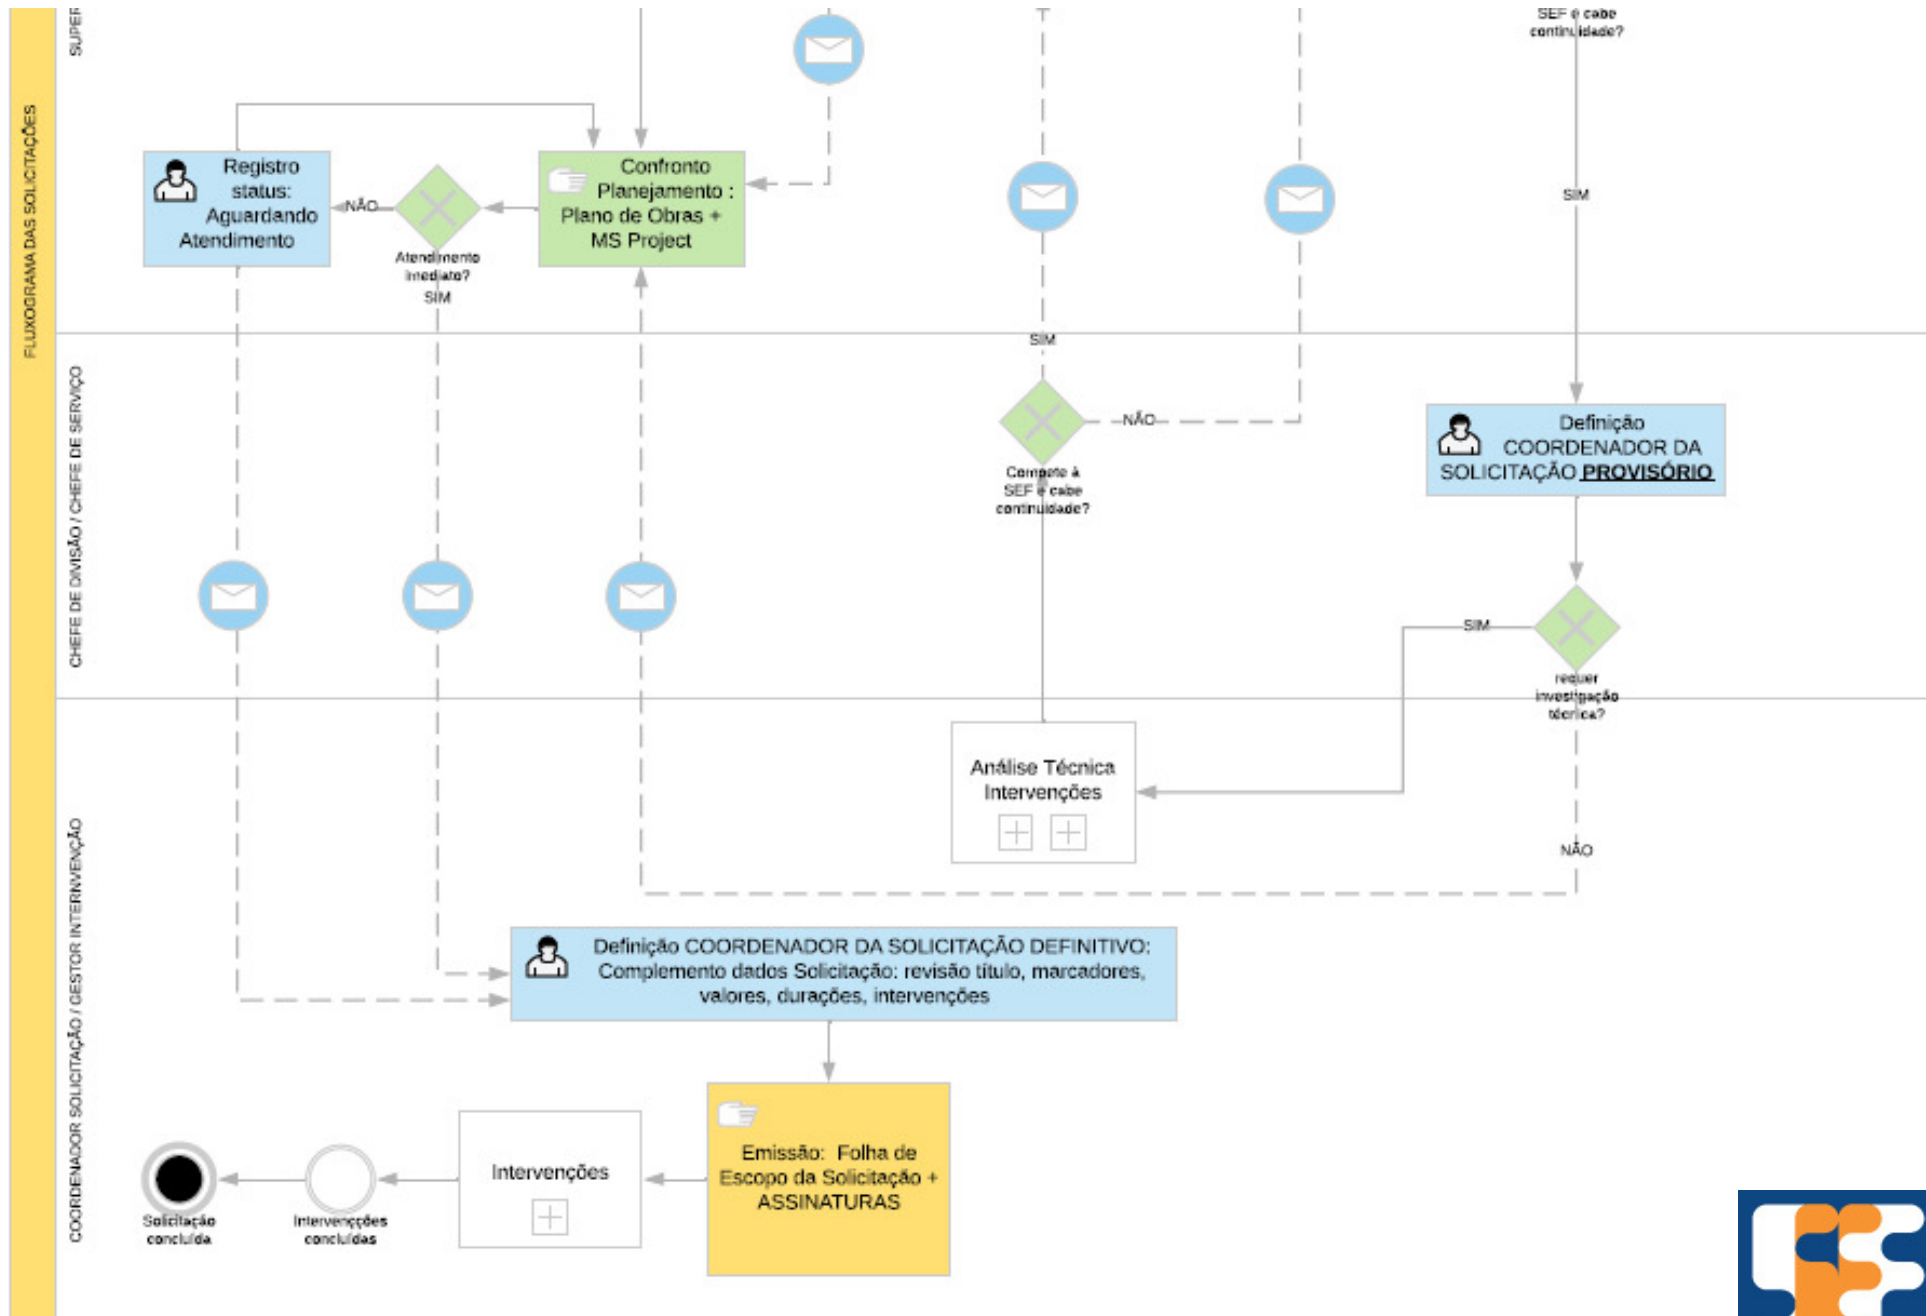 SUPER
FLUXOGRAMA DAS SOLICITAÇÕES
SEF e cabe
continuidade?
Registro
status:
Aguardando
Atendimento
NÃO
Atendimento
imediato?
SIM
Confronto
Planejamento :
Plano de Obras +
MS Project
SIM
CHEFE DE DIVISÃO / CHEFE DE SERVIÇO
SIM
NÃO
Compete à
SEF e cabe
continuidade?
Definição
COORDENADOR DA
SOLICITAÇÃO PROVISÓRIO
SIM
requer
investigação
técnica?
COORDENADOR SOLICITAÇÃO / GESTOR INTERNVENÇÃO
Análise Técnica
Intervenções
NÃO
Definição COORDENADOR DA SOLICITAÇÃO DEFINITIVO:
Complemento dados Solicitação: revisão título, marcadores,
valores, durações, intervenções
Emissão: Folha de
Escopo da Solicitação +
ASSINATURAS
Intervenções
Intervencções
concluídas
Solicitação
concluída